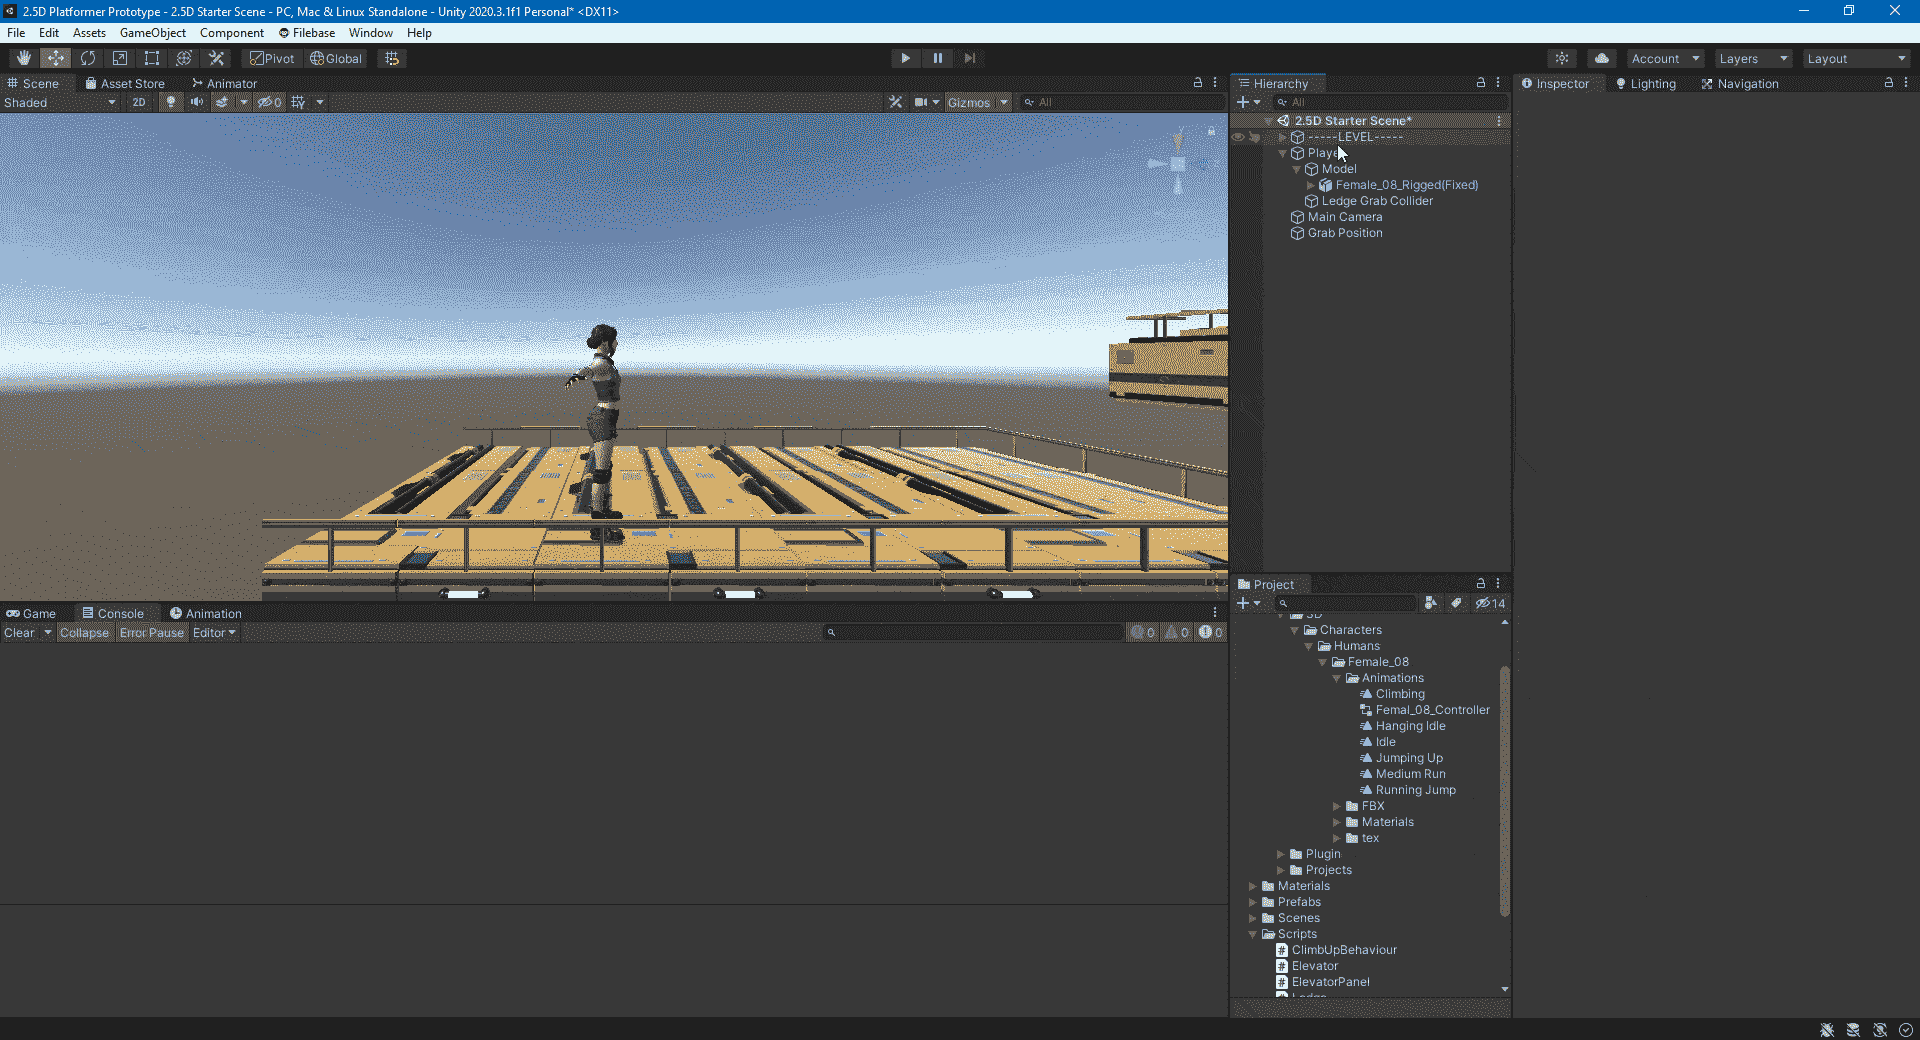 2.5D Platformer Prototype - 2.5D Starter Scene - PC, Mac & Linux Standalone - Unity 2020.3.1f1 Personal* <DX11>
File Edit Assets GameObject Component Filebase Window Help
Pivot Global Account Layers Layout
Scene Asset Store Animator
Shaded 2D 0 Gizmos All
Hierarchy
All
2.5D Starter Scene*
-----LEVEL-----
Player
Model
Female_08_Rigged(Fixed)
Ledge Grab Collider
Main Camera
Grab Position
Inspector Lighting Navigation
Game Console Animation
Clear Collapse Error Pause Editor 0 0 0
Project
14
3D
Characters
Humans
Female_08
Animations
Climbing
Femal_08_Controller
Hanging Idle
Idle
Jumping Up
Medium Run
Running Jump
FBX
Materials
tex
Plugin
Projects
Materials
Prefabs
Scenes
Scripts
ClimbUpBehaviour
Elevator
ElevatorPanel
Ledge